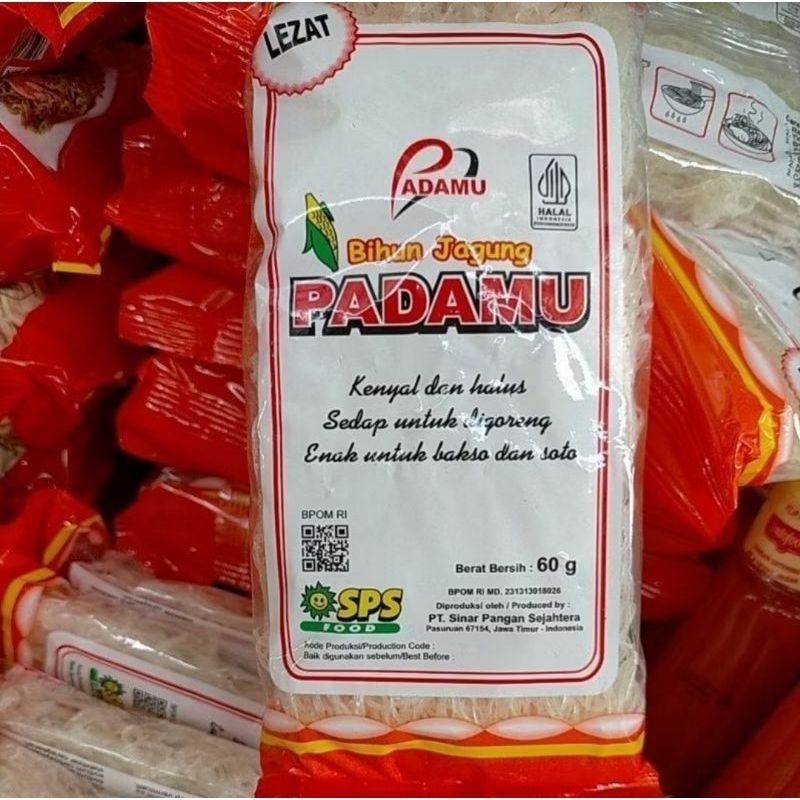 LEZAT
PADAMU
HALAL
INDONESIA
Bihun Jagung
PADAMU
Kenyal dan halus
Sedap untuk digoreng
Enak untuk bakso dan soto
BPOM RI
Berat Bersih : 60 g
BPOM RI MD. 231313018026
Diproduksi oleh / Produced by :
PT. Sinar Pangan Sejahtera
Pasuruan 67154, Jawa Timur - Indonesia
SPS
FOOD
Kode Produksi/Production Code :
Baik digunakan sebelum/Best Before :
SPS